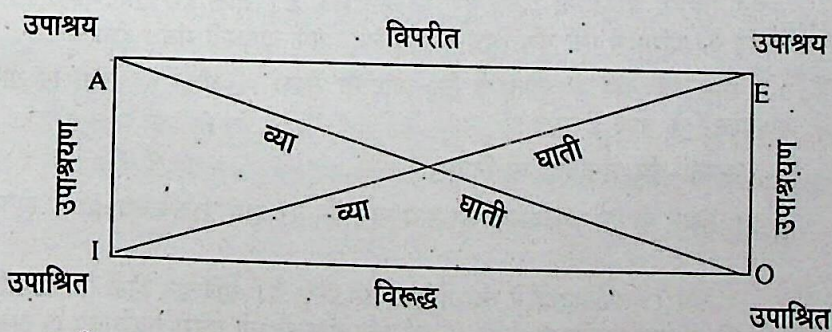 उपाश्रय विपरीत उपाश्रय
A E
व्या घाती
उपाश्रयण उपाश्रयण
व्या घाती
I O
उपाश्रित विरूद्ध उपाश्रित